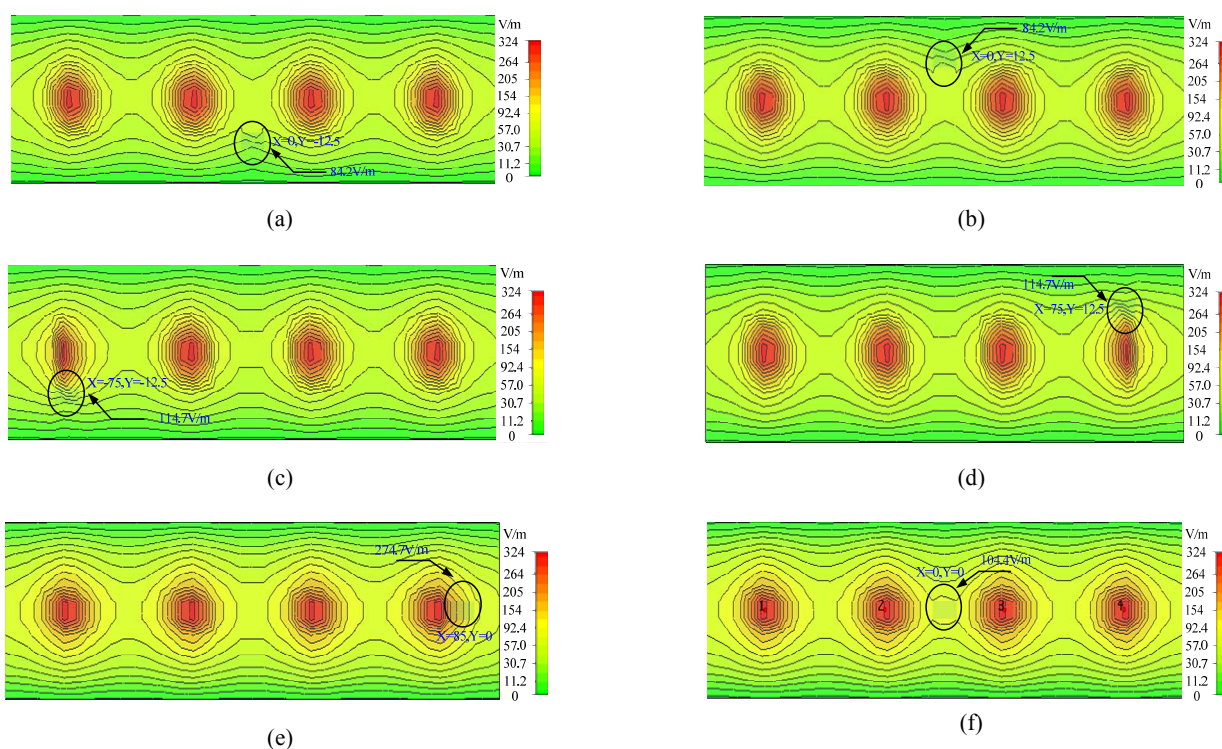 V/m
324
264
205
154
92.4
57.0
30.7
11.2
0
X=0,Y=-12.5
84.2V/m
(a)
V/m
324
264
205
154
92.4
57.0
30.7
11.2
0
84.2V/m
X=0,Y=12.5
(b)
V/m
324
264
205
154
92.4
57.0
30.7
11.2
0
X=-75,Y=-12.5
114.7V/m
(c)
V/m
324
264
205
154
92.4
57.0
30.7
11.2
0
114.7V/m
X=75,Y=12.5
(d)
V/m
324
264
205
154
92.4
57.0
30.7
11.2
0
274.7V/m
X=85,Y=0
(e)
V/m
324
264
205
154
92.4
57.0
30.7
11.2
0
104.4V/m
X=0,Y=0
1 2 3 4
(f)